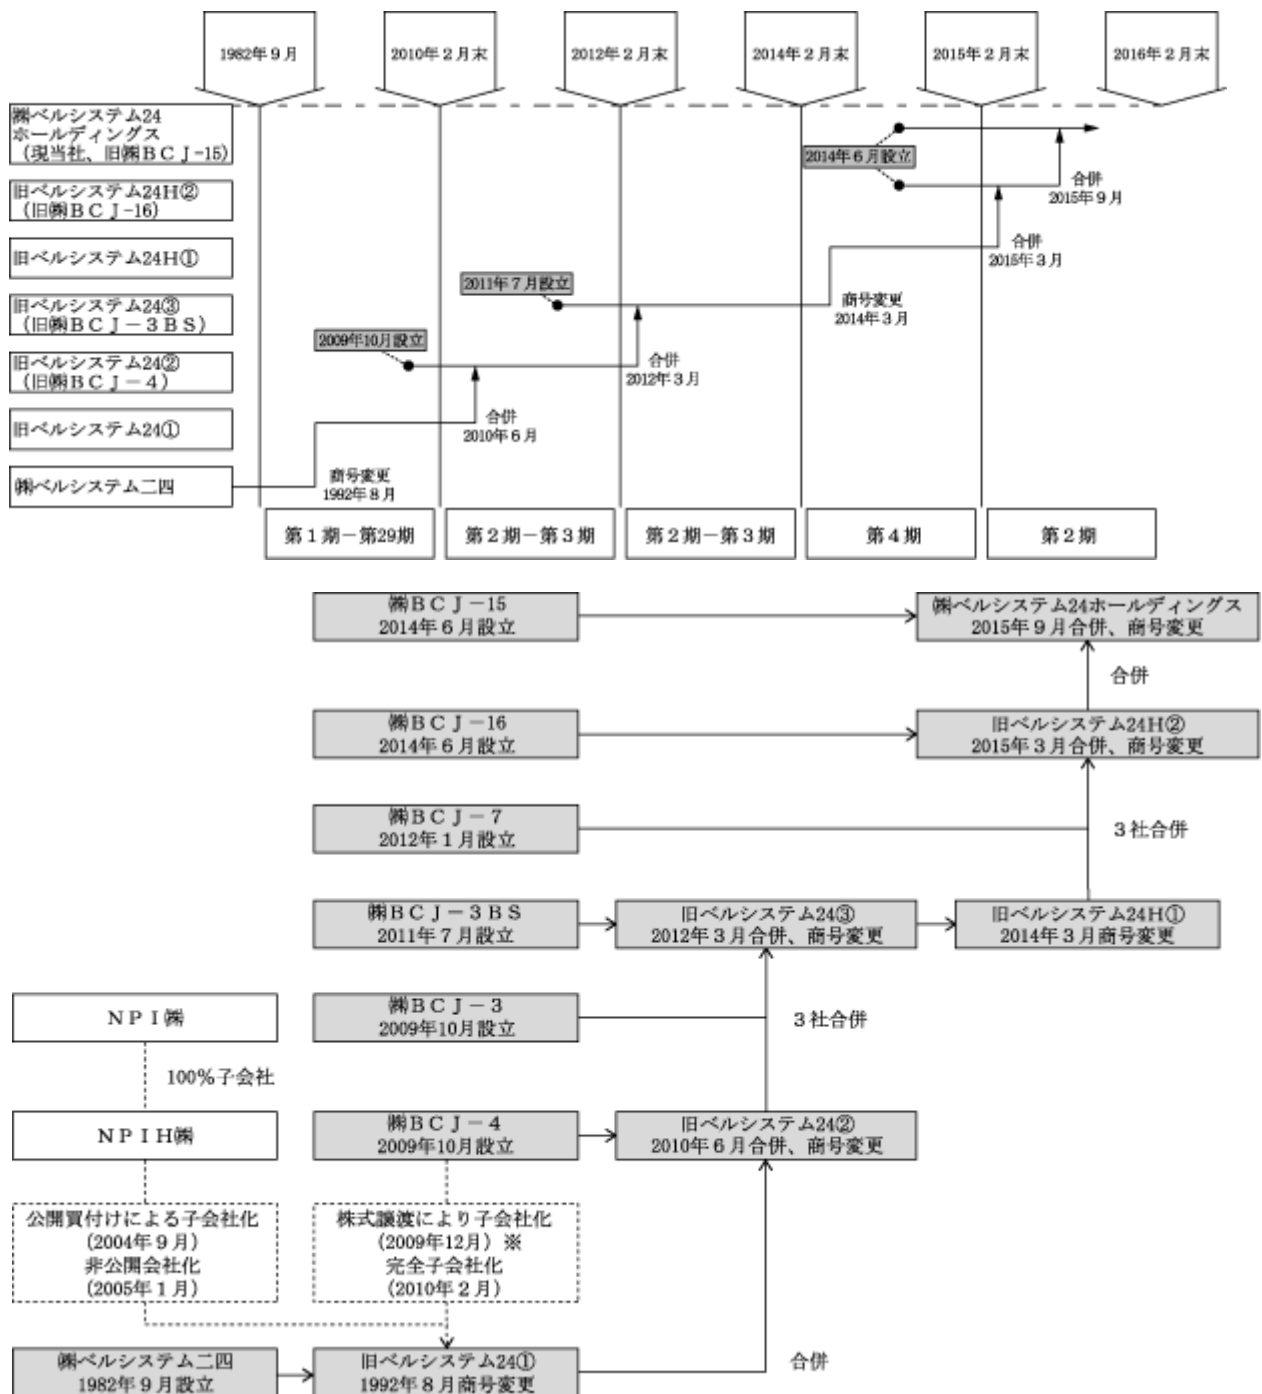 1982年９月
2010年２月末
2012年２月末
2014年２月末
2015年２月末
2016年２月末
㈱ベルシステム24
ホールディングス
（現当社、旧㈱ＢＣＪ-15）
旧ベルシステム24Ｈ②
（旧㈱ＢＣＪ-16）
旧ベルシステム24Ｈ①
旧ベルシステム24③
（旧㈱ＢＣＪ－３ＢＳ）
旧ベルシステム24②
（旧㈱ＢＣＪ－４）
旧ベルシステム24①
㈱ベルシステム二四
2014年６月設立
合併
2015年９月
合併
2015年３月
2011年７月設立
商号変更
2014年３月
2009年10月設立
合併
2012年３月
合併
2010年６月
商号変更
1992年８月
第１期－第29期
第２期－第３期
第２期－第３期
第４期
第２期
㈱ＢＣＪ－15
2014年６月設立
㈱ベルシステム24ホールディングス
2015年９月合併、商号変更
合併
㈱ＢＣＪ－16
2014年６月設立
旧ベルシステム24Ｈ②
2015年３月合併、商号変更
㈱ＢＣＪ－７
2012年１月設立
３社合併
㈱ＢＣＪ－３ＢＳ
2011年７月設立
旧ベルシステム24③
2012年３月合併、商号変更
旧ベルシステム24Ｈ①
2014年３月商号変更
ＮＰＩ㈱
㈱ＢＣＪ－３
2009年10月設立
３社合併
100％子会社
ＮＰＩＨ㈱
㈱ＢＣＪ－４
2009年10月設立
旧ベルシステム24②
2010年６月合併、商号変更
公開買付けによる子会社化
(2004年９月)
非公開会社化
(2005年１月)
株式譲渡により子会社化
(2009年12月) ※
完全子会社化
(2010年２月)
㈱ベルシステム二四
1982年９月設立
旧ベルシステム24①
1992年８月商号変更
合併